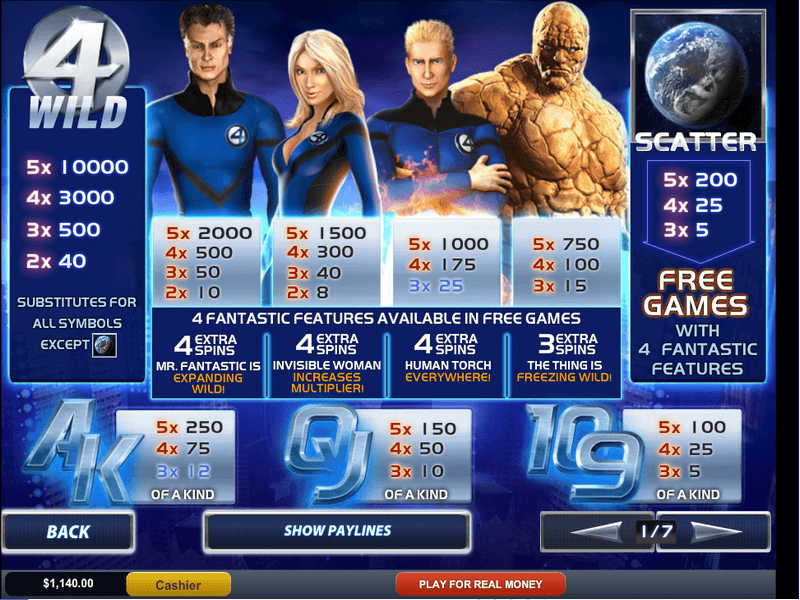 4
WILD
5x 10000
4x 3000
3x 500
2x 40
SUBSTITUTES FOR
ALL SYMBOLS
EXCEPT
4
5x 2000
4x 500
3x 50
2x 10
5x 1500
4x 300
3x 40
2x 8
5x 1000
4x 175
3x 25
5x 750
4x 100
3x 15
SCATTER
5x 200
4x 25
3x 5
FREE
GAMES
WITH
4 FANTASTIC
FEATURES
4 FANTASTIC FEATURES AVAILABLE IN FREE GAMES
4 EXTRA
SPINS
MR. FANTASTIC IS
EXPANDING
WILD!
4 EXTRA
SPINS
INVISIBLE WOMAN
INCREASES
MULTIPLIER!
4 EXTRA
SPINS
HUMAN TORCH
EVERYWHERE!
3 EXTRA
SPINS
THE THING IS
FREEZING WILD!
AK
5x 250
4x 75
3x 12
OF A KIND
QJ
5x 150
4x 50
3x 10
OF A KIND
109
5x 100
4x 25
3x 5
OF A KIND
BACK
SHOW PAYLINES
1/7
$1,140.00
Cashier
PLAY FOR REAL MONEY